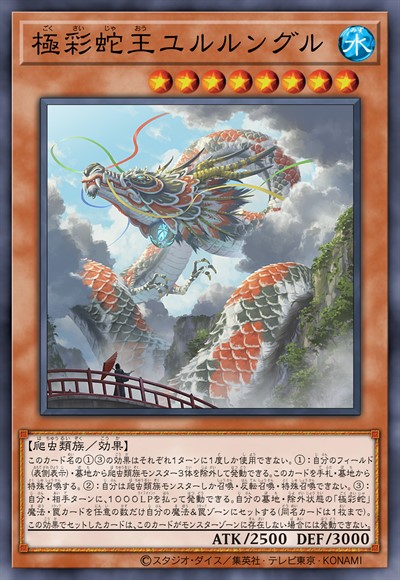 極彩蛇王ユルルングル
水
【爬虫類族／効果】
このカード名の①③の効果はそれぞれ1ターンに1度しか使用できない。①：自分のフィールド
(表側表示)・墓地から爬虫類族モンスター3体を除外して発動できる。このカードを手札・墓地から
特殊召喚する。②：自分は爬虫類族モンスターしか召喚・反転召喚・特殊召喚できない。③：
自分・相手ターンに、1000LPを払って発動できる。自分の墓地・除外状態の「極彩蛇」
魔法・罠カードを任意の数だけ自分の魔法＆罠ゾーンにセットする(同名カードは1枚まで)。
この効果でセットしたカードは、このカードがモンスターゾーンに存在しない場合には発動できない。
ATK/2500 DEF/3000
©スタジオ・ダイス/集英社・テレビ東京・KONAMI